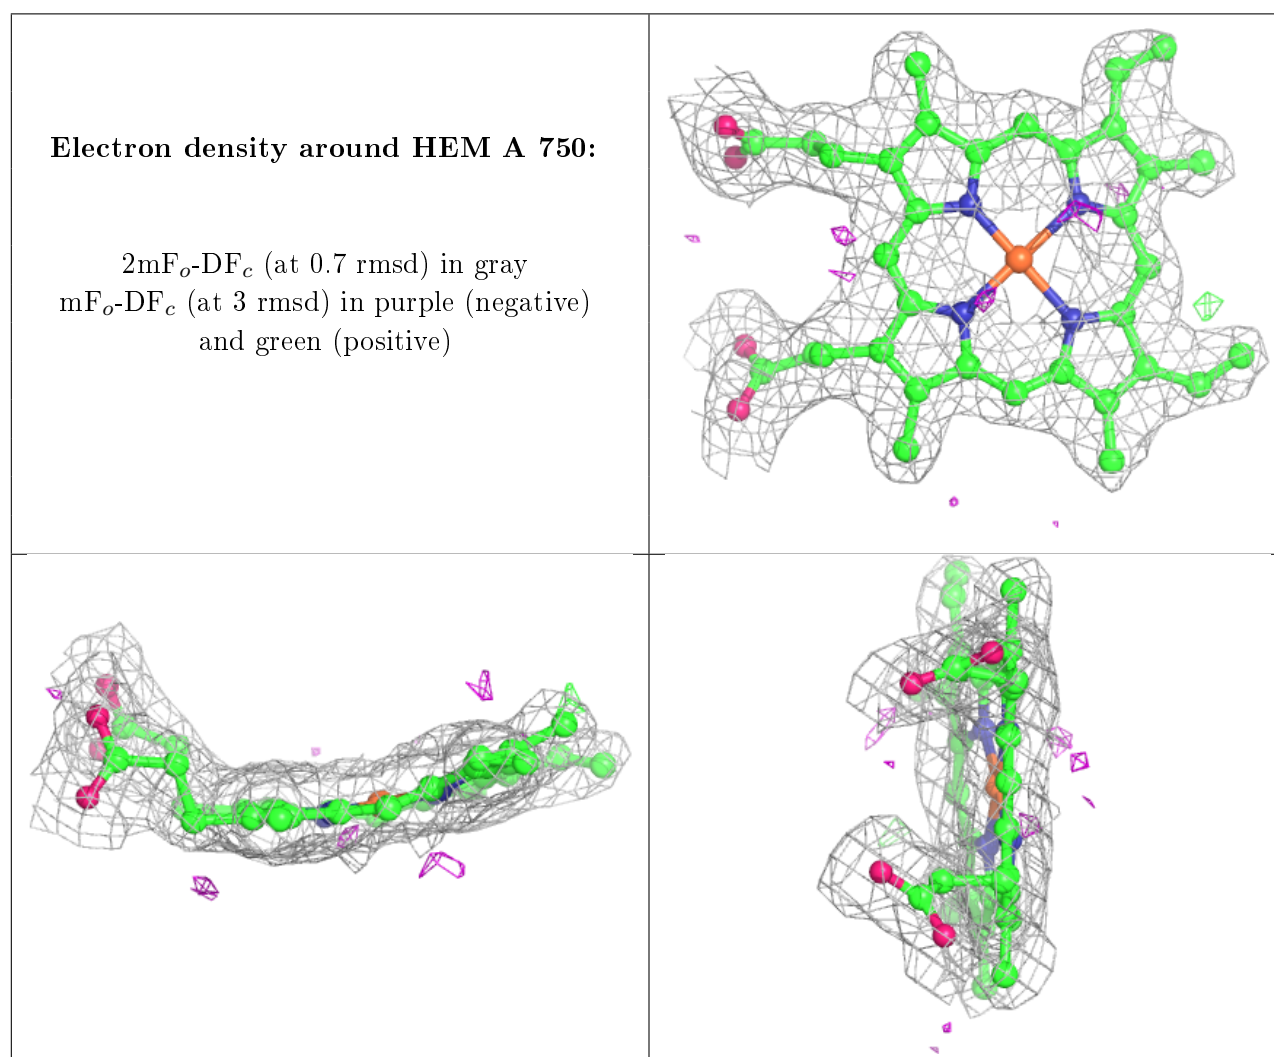 Electron density around HEM A 750:
2mFo-DFc (at 0.7 rmsd) in gray
mFo-DFc (at 3 rmsd) in purple (negative)
and green (positive)